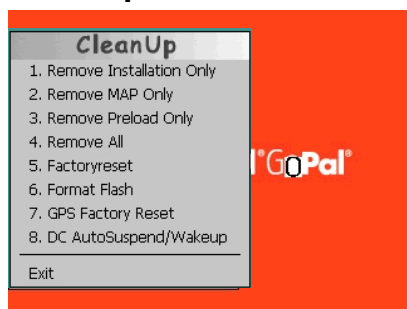 CleanUp
1. Remove Installation Only
2. Remove MAP Only
3. Remove Preload Only
4. Remove All
5. Factoryreset
6. Format Flash
7. GPS Factory Reset
8. DC AutoSuspend/Wakeup
Exit
GoPal®